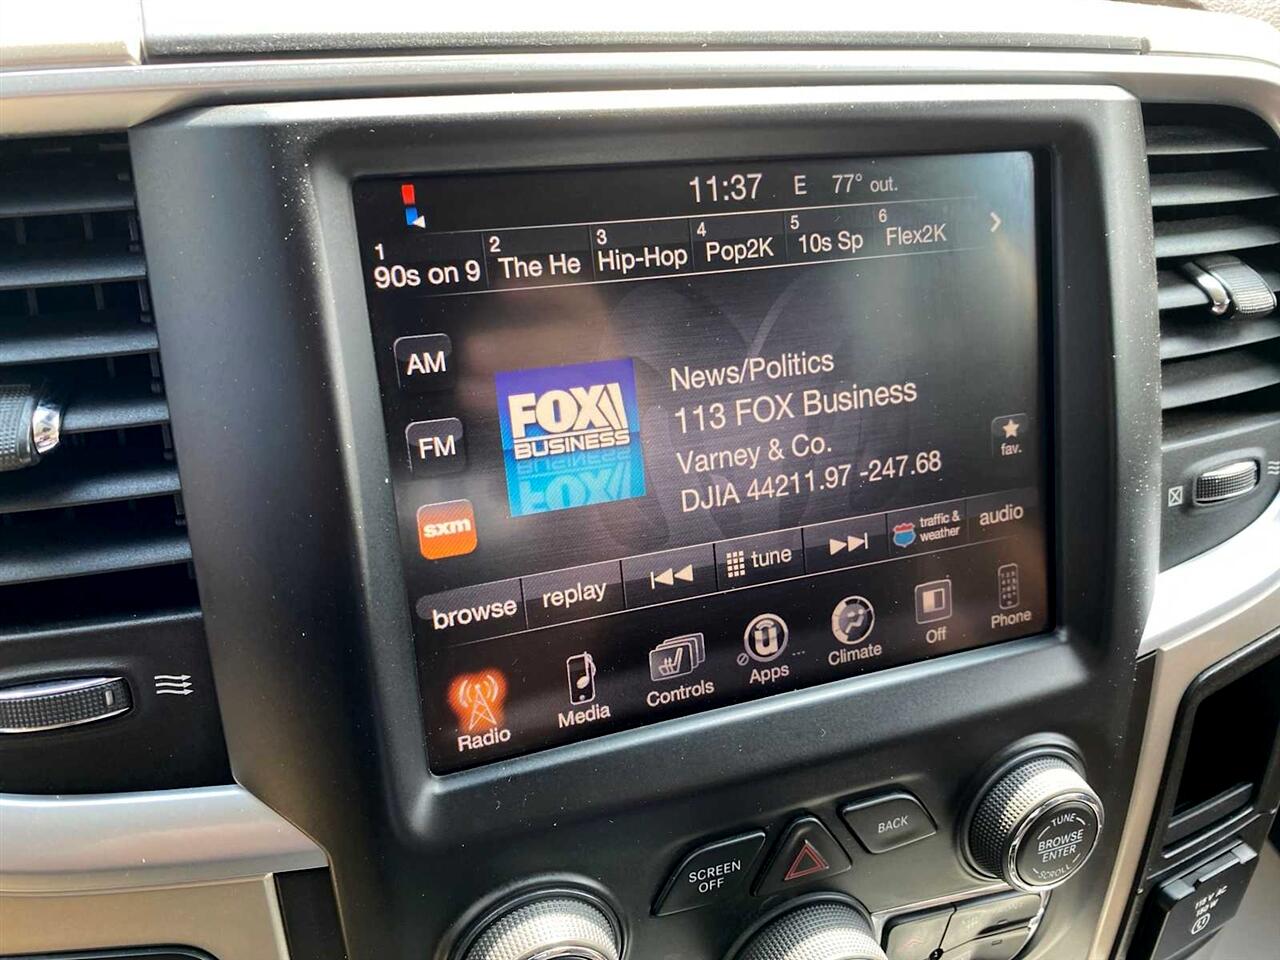 11:37 E 77° out.
1 2 3 4 5 6
90s on 9 The He Hip-Hop Pop2K 10s Sp Flex2K
AM
FM
sxm
FOX
BUSINESS
News/Politics
113 FOX Business
Varney & Co.
DJIA 44211.97 -247.68
fav.
browse replay tune traffic & weather audio
Radio Media Controls Apps Climate Off Phone
SCREEN
OFF
BACK
TUNE
BROWSE
ENTER
SCROLL
115 V AC
150 W